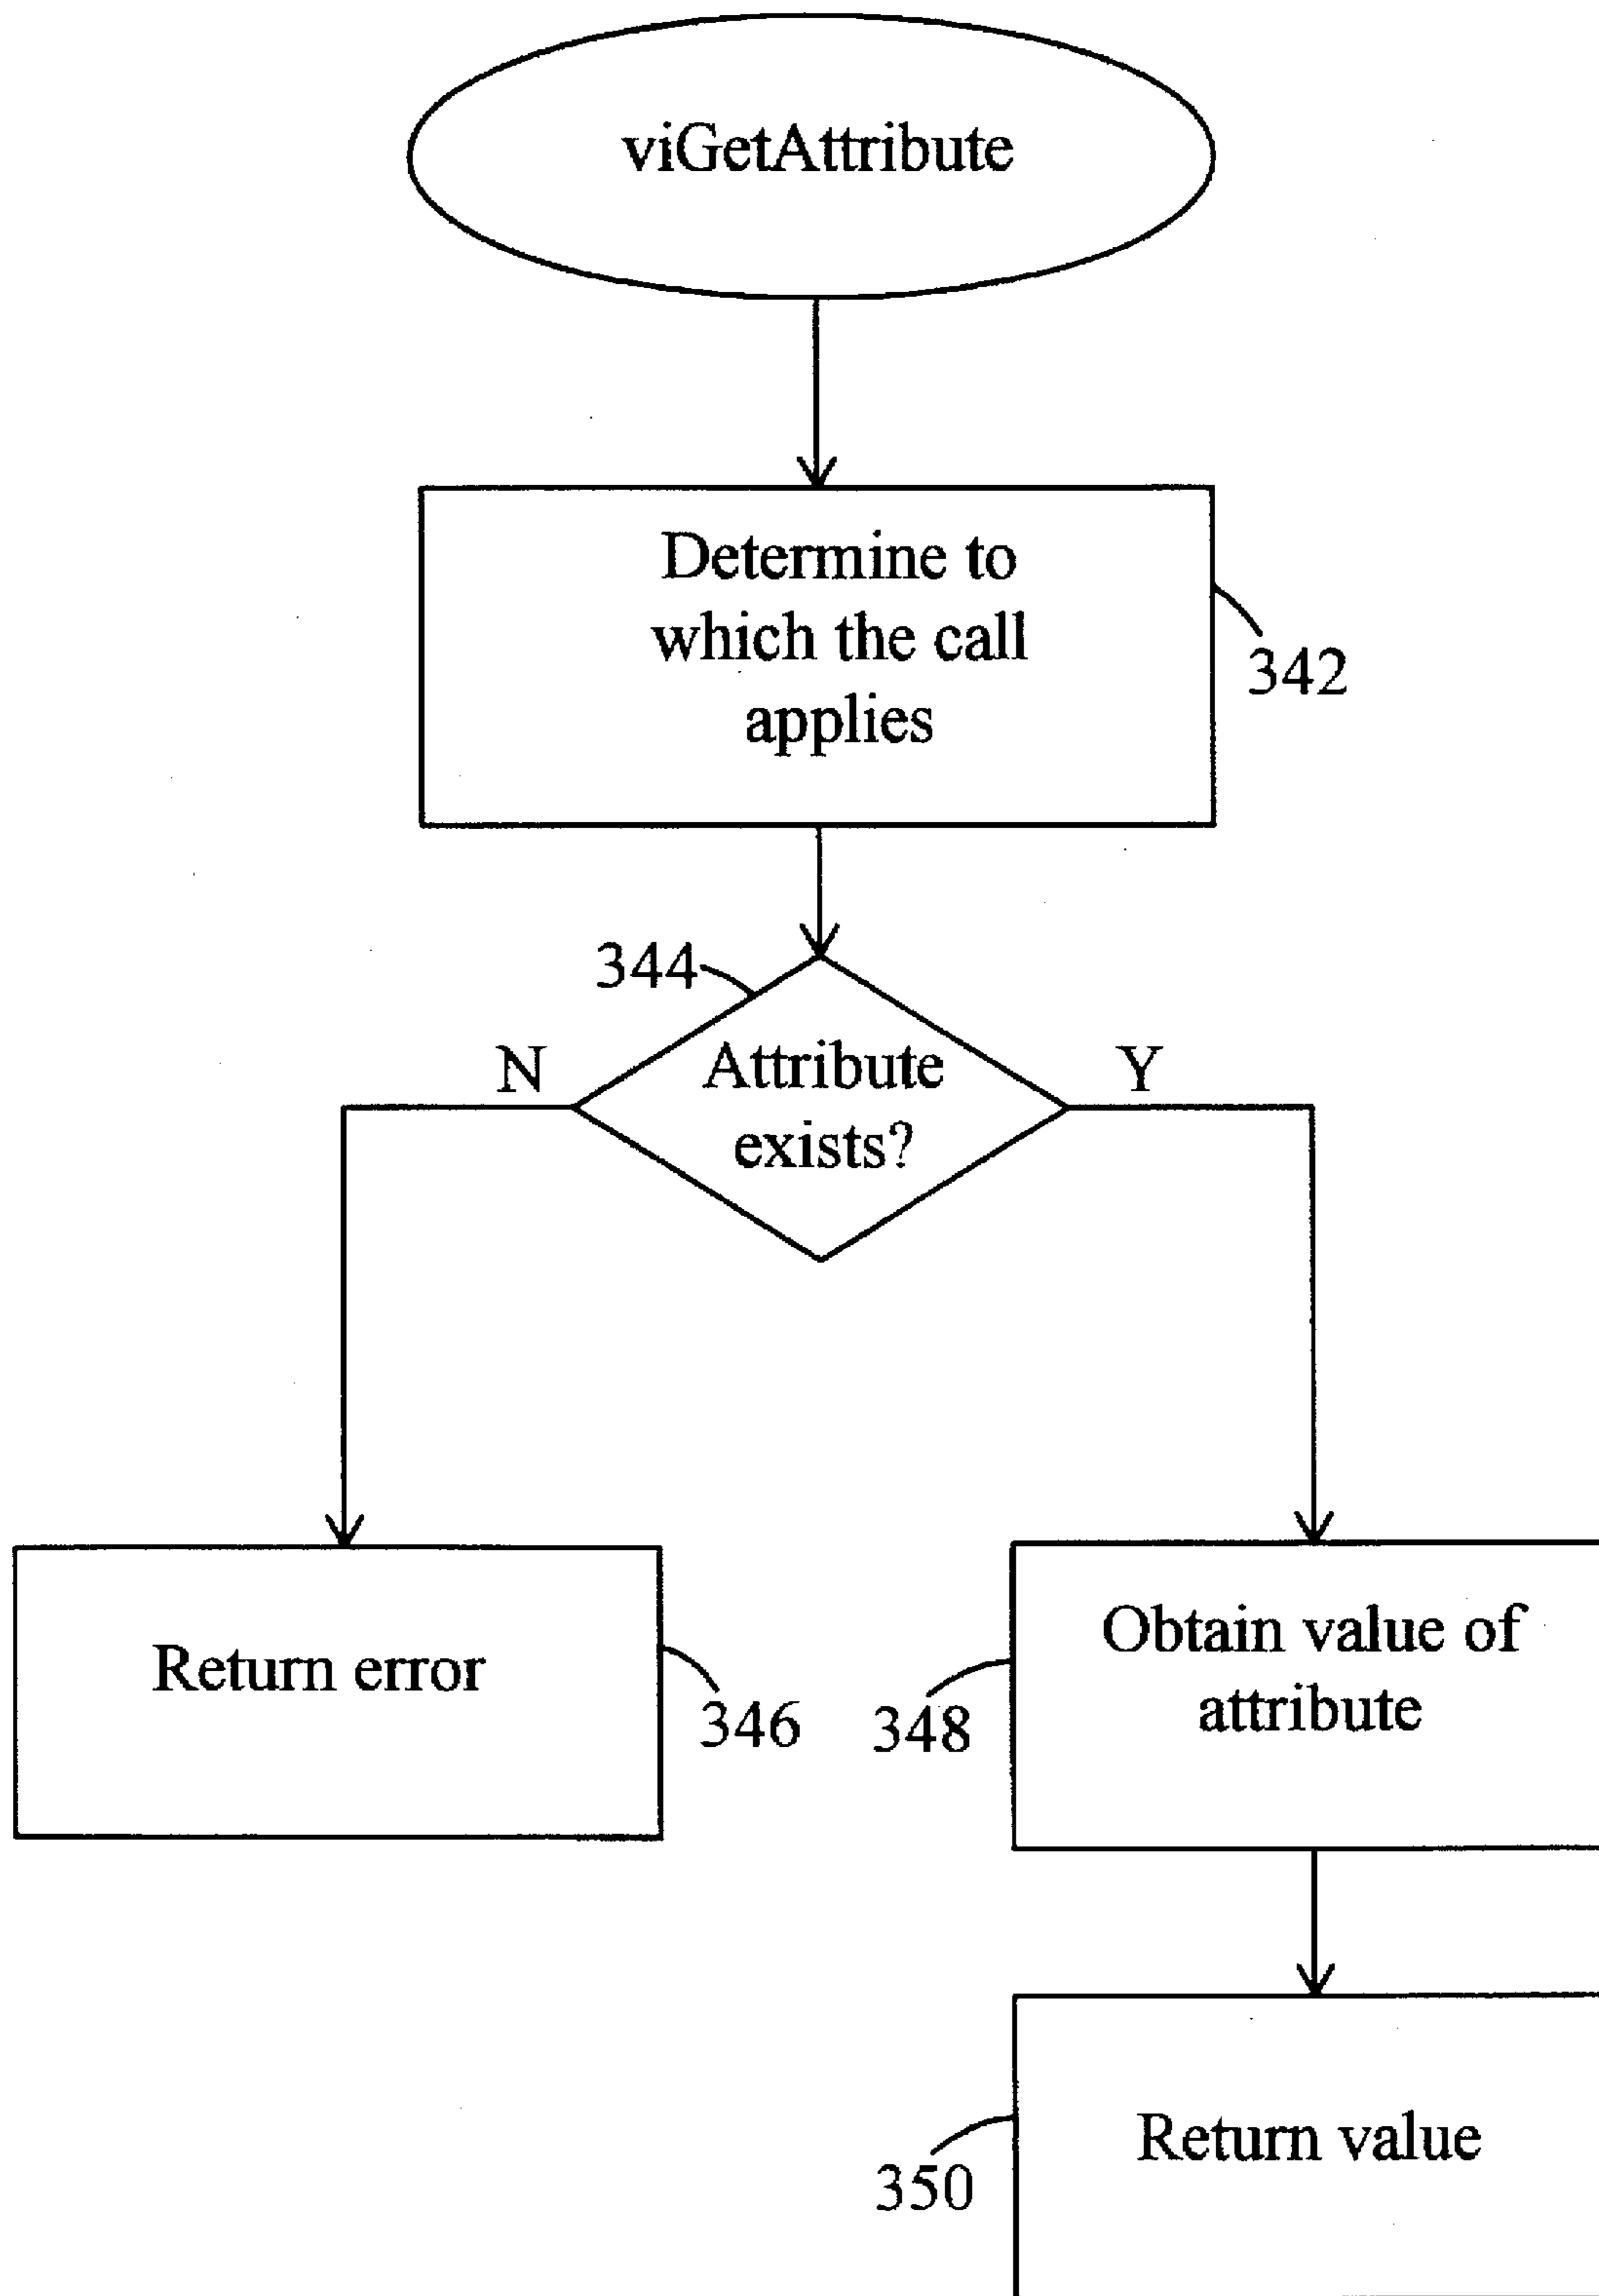 viGetAttribute
Determine to
which the call
applies
342
344
N
Attribute
exists?
Y
Return error
346
348
Obtain value of
attribute
350
Return value